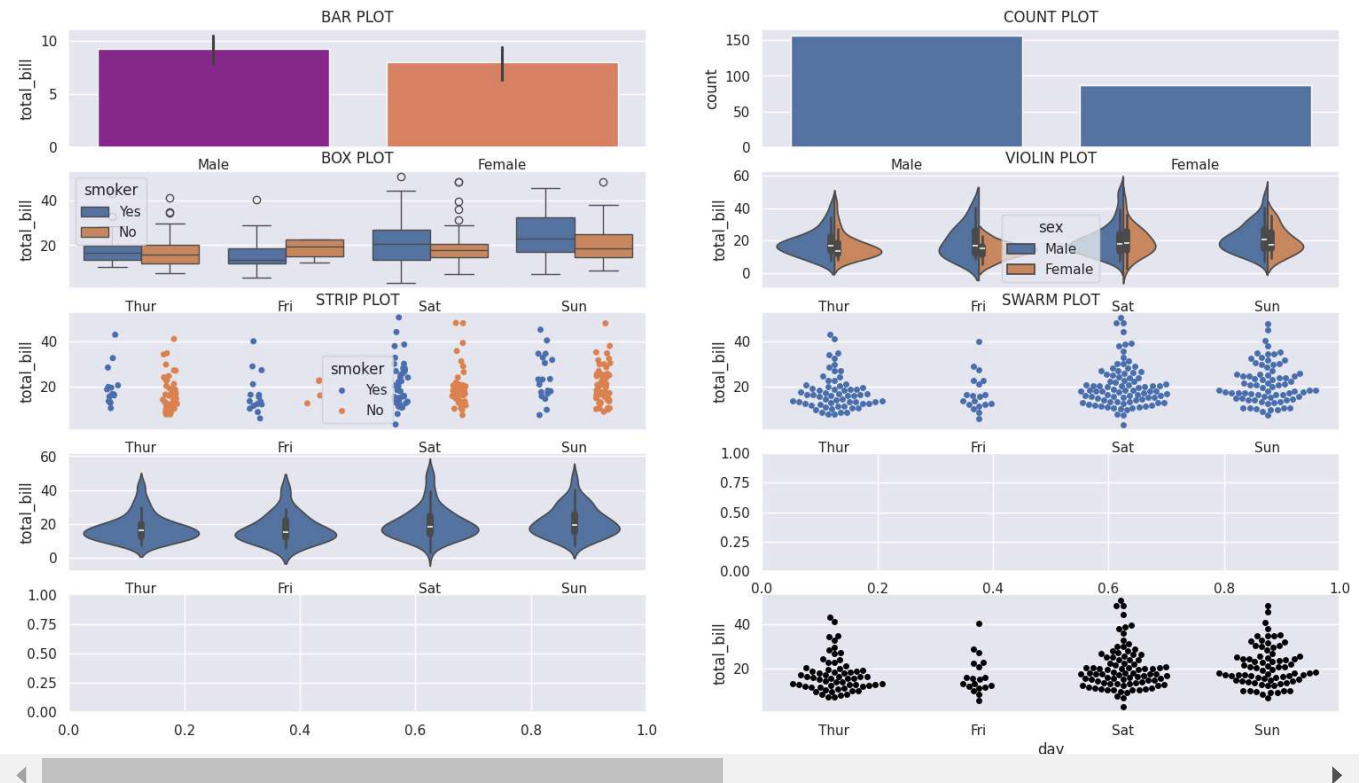 BAR PLOT
10
5
0
total_bill
Male
Female
COUNT PLOT
150
100
50
0
count
Male
Female
BOX PLOT
40
20
total_bill
smoker
Yes
No
Thur
Fri
Sat
Sun
VIOLIN PLOT
60
40
20
0
total_bill
sex
Male
Female
Thur
Fri
Sat
Sun
STRIP PLOT
40
20
total_bill
smoker
Yes
No
Thur
Fri
Sat
Sun
SWARM PLOT
40
20
total_bill
Thur
Fri
Sat
Sun
60
40
20
0
total_bill
Thur
Fri
Sat
Sun
1.00
0.75
0.50
0.25
0.00
0.0 0.2 0.4 0.6 0.8 1.0
1.00
0.75
0.50
0.25
0.00
0.0 0.2 0.4 0.6 0.8 1.0
40
20
total_bill
Thur
Fri
Sat
Sun
day